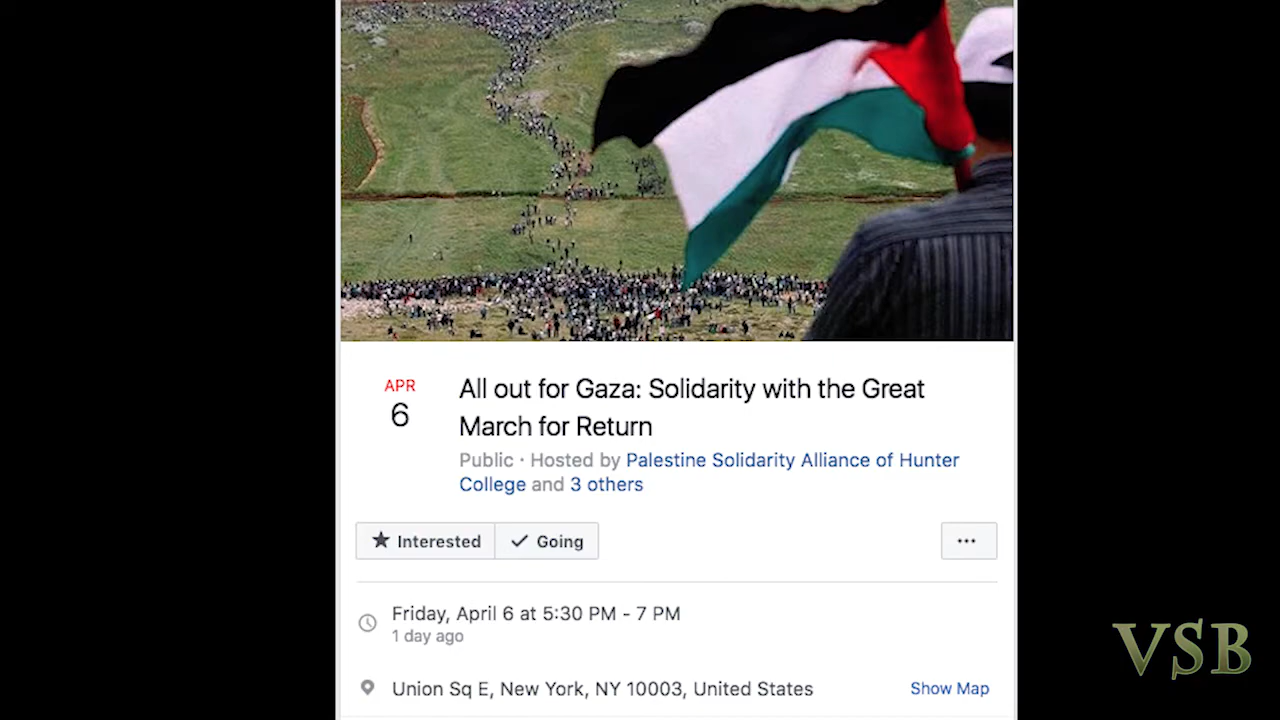 APR
6
All out for Gaza: Solidarity with the Great
March for Return
Public · Hosted by Palestine Solidarity Alliance of Hunter
College and 3 others
Interested
Going
Friday, April 6 at 5:30 PM - 7 PM
1 day ago
Union Sq E, New York, NY 10003, United States
Show Map
VSB